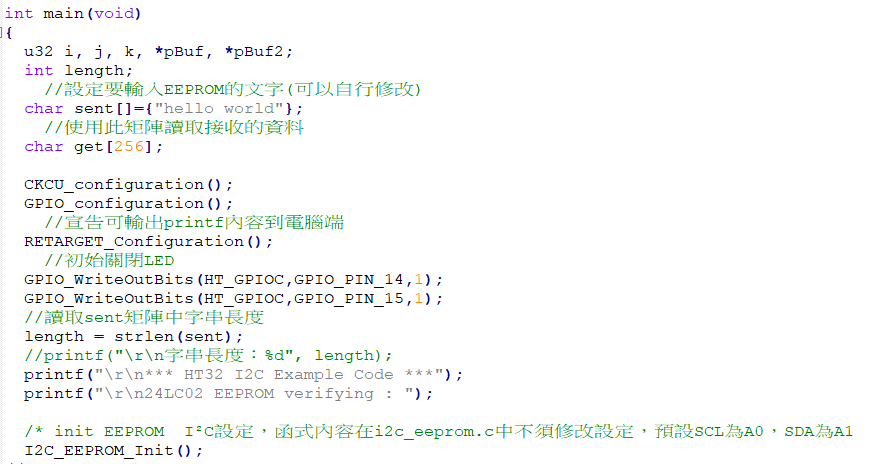 int main(void)
{
u32 i, j, k, *pBuf, *pBuf2;
int length;
//設定要輸入EEPROM的文字(可以自行修改)
char sent[]={"hello world"};
//使用此矩陣讀取接收的資料
char get[256];
CKCU_configuration();
GPIO_configuration();
//宣告可輸出printf內容到電腦端
RETARGET_Configuration();
//初始關閉LED
GPIO_WriteOutBits(HT_GPIOC,GPIO_PIN_14,1);
GPIO_WriteOutBits(HT_GPIOC,GPIO_PIN_15,1);
//讀取sent矩陣中字串長度
length = strlen(sent);
//printf("\r\n字串長度：%d", length);
printf("\r\n*** HT32 I2C Example Code ***");
printf("\r\n24LC02 EEPROM verifying : ");
/* init EEPROM  I²C設定，函式內容在i2c_eeprom.c中不須修改設定，預設SCL為A0，SDA為A1
I2C_EEPROM_Init();